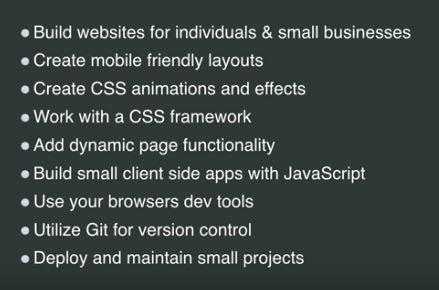 Build websites for individuals & small businesses
Create mobile friendly layouts
Create CSS animations and effects
Work with a CSS framework
Add dynamic page functionality
Build small client side apps with JavaScript
Use your browsers dev tools
Utilize Git for version control
Deploy and maintain small projects